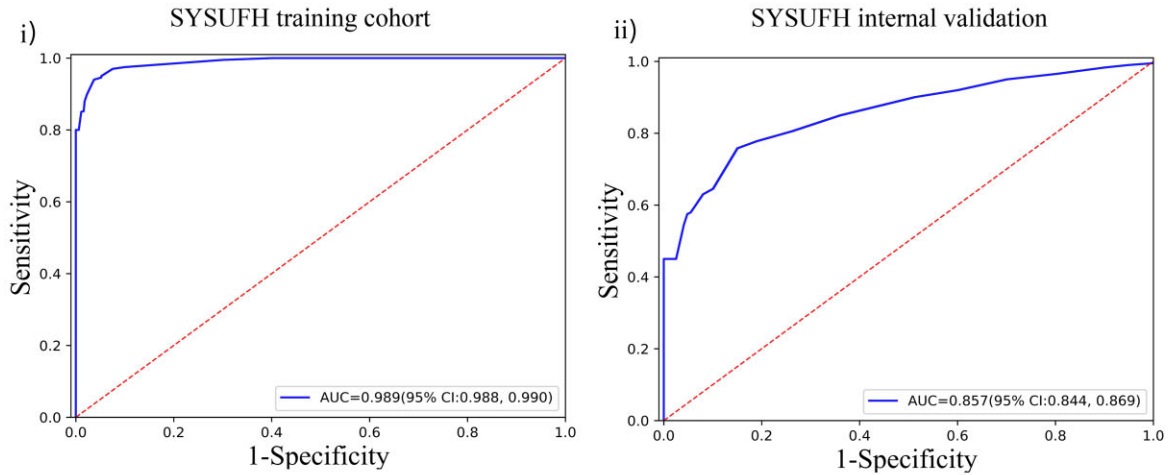 i)
SYSUFH training cohort
1.0
0.8
0.6
0.4
0.2
0.0
Sensitivity
AUC=0.989(95% CI:0.988, 0.990)
0.0 0.2 0.4 0.6 0.8 1.0
1-Specificity
ii)
SYSUFH internal validation
1.0
0.8
0.6
0.4
0.2
0.0
Sensitivity
AUC=0.857(95% CI:0.844, 0.869)
0.0 0.2 0.4 0.6 0.8 1.0
1-Specificity